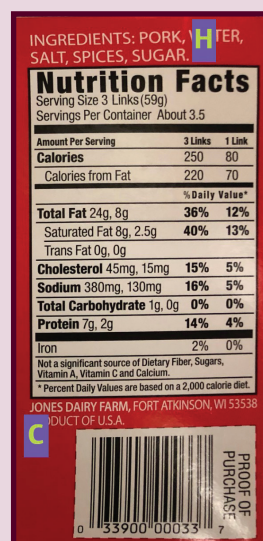 INGREDIENTS: PORK, TER,
SALT, SPICES, SUGAR.
H
Nutrition Facts
Serving Size 3 Links (59g)
Servings Per Container About 3.5
Amount Per Serving 3 Links 1 Link
Calories 250 80
Calories from Fat 220 70
% Daily Value*
Total Fat 24g, 8g 36% 12%
Saturated Fat 8g, 2.5g 40% 13%
Trans Fat 0g, 0g
Cholesterol 45mg, 15mg 15% 5%
Sodium 380mg, 130mg 16% 5%
Total Carbohydrate 1g, 0g 0% 0%
Protein 7g, 2g 14% 4%
Iron 2% 0%
Not a significant source of Dietary Fiber, Sugars,
Vitamin A, Vitamin C and Calcium.
* Percent Daily Values are based on a 2,000 calorie diet.
JONES DAIRY FARM, FORT ATKINSON, WI 53538
DUCT OF U.S.A.
C
PROOF OF
PURCHASE
0 33900 00033 7